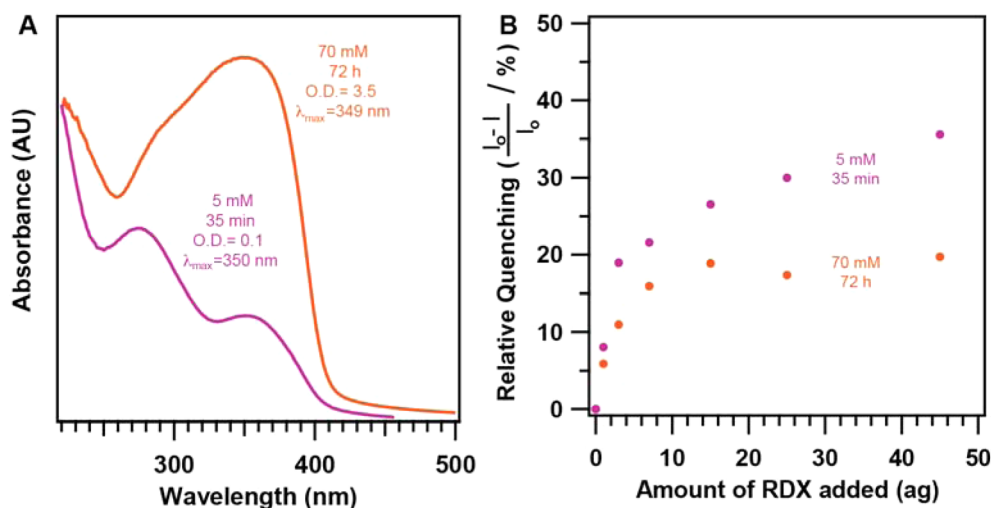 A
Absorbance (AU)
70 mM
72 h
O.D.= 3.5
λmax=349 nm
5 mM
35 min
O.D.= 0.1
λmax=350 nm
300
400
500
Wavelength (nm)
B
Relative Quenching ( Io- I / Io / %)
50
40
30
20
10
0
5 mM
35 min
70 mM
72 h
0 10 20 30 40 50
Amount of RDX added (ag)